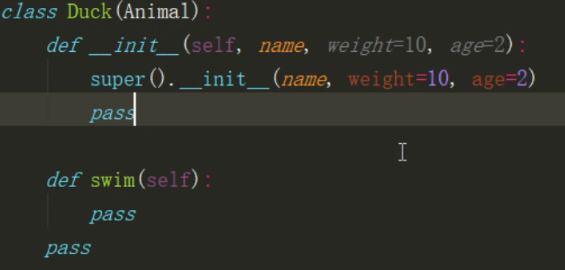 class Duck(Animal):
    def __init__(self, name, weight=10, age=2):
        super().__init__(name, weight=10, age=2)
        pass
    def swim(self):
        pass
    pass